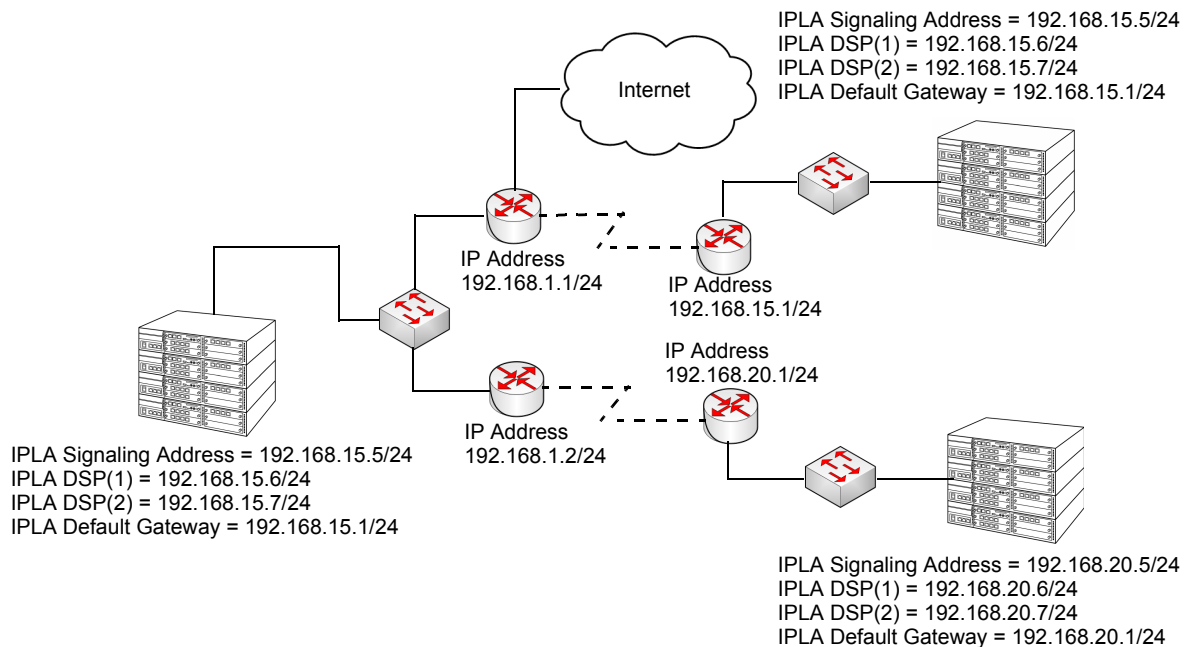 IPLA Signaling Address = 192.168.15.5/24
IPLA DSP(1) = 192.168.15.6/24
IPLA DSP(2) = 192.168.15.7/24
IPLA Default Gateway = 192.168.15.1/24
Internet
IP Address
192.168.1.1/24
IP Address
192.168.15.1/24
IP Address
192.168.20.1/24
IP Address
192.168.1.2/24
IPLA Signaling Address = 192.168.15.5/24
IPLA DSP(1) = 192.168.15.6/24
IPLA DSP(2) = 192.168.15.7/24
IPLA Default Gateway = 192.168.15.1/24
IPLA Signaling Address = 192.168.20.5/24
IPLA DSP(1) = 192.168.20.6/24
IPLA DSP(2) = 192.168.20.7/24
IPLA Default Gateway = 192.168.20.1/24